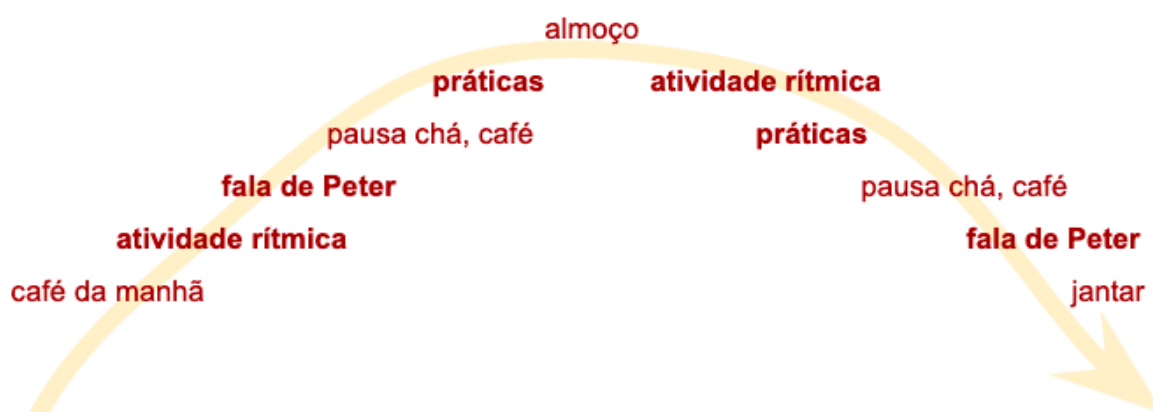 almoço
práticas atividade rítmica
pausa chá, café práticas
fala de Peter pausa chá, café
atividade rítmica fala de Peter
café da manhã jantar